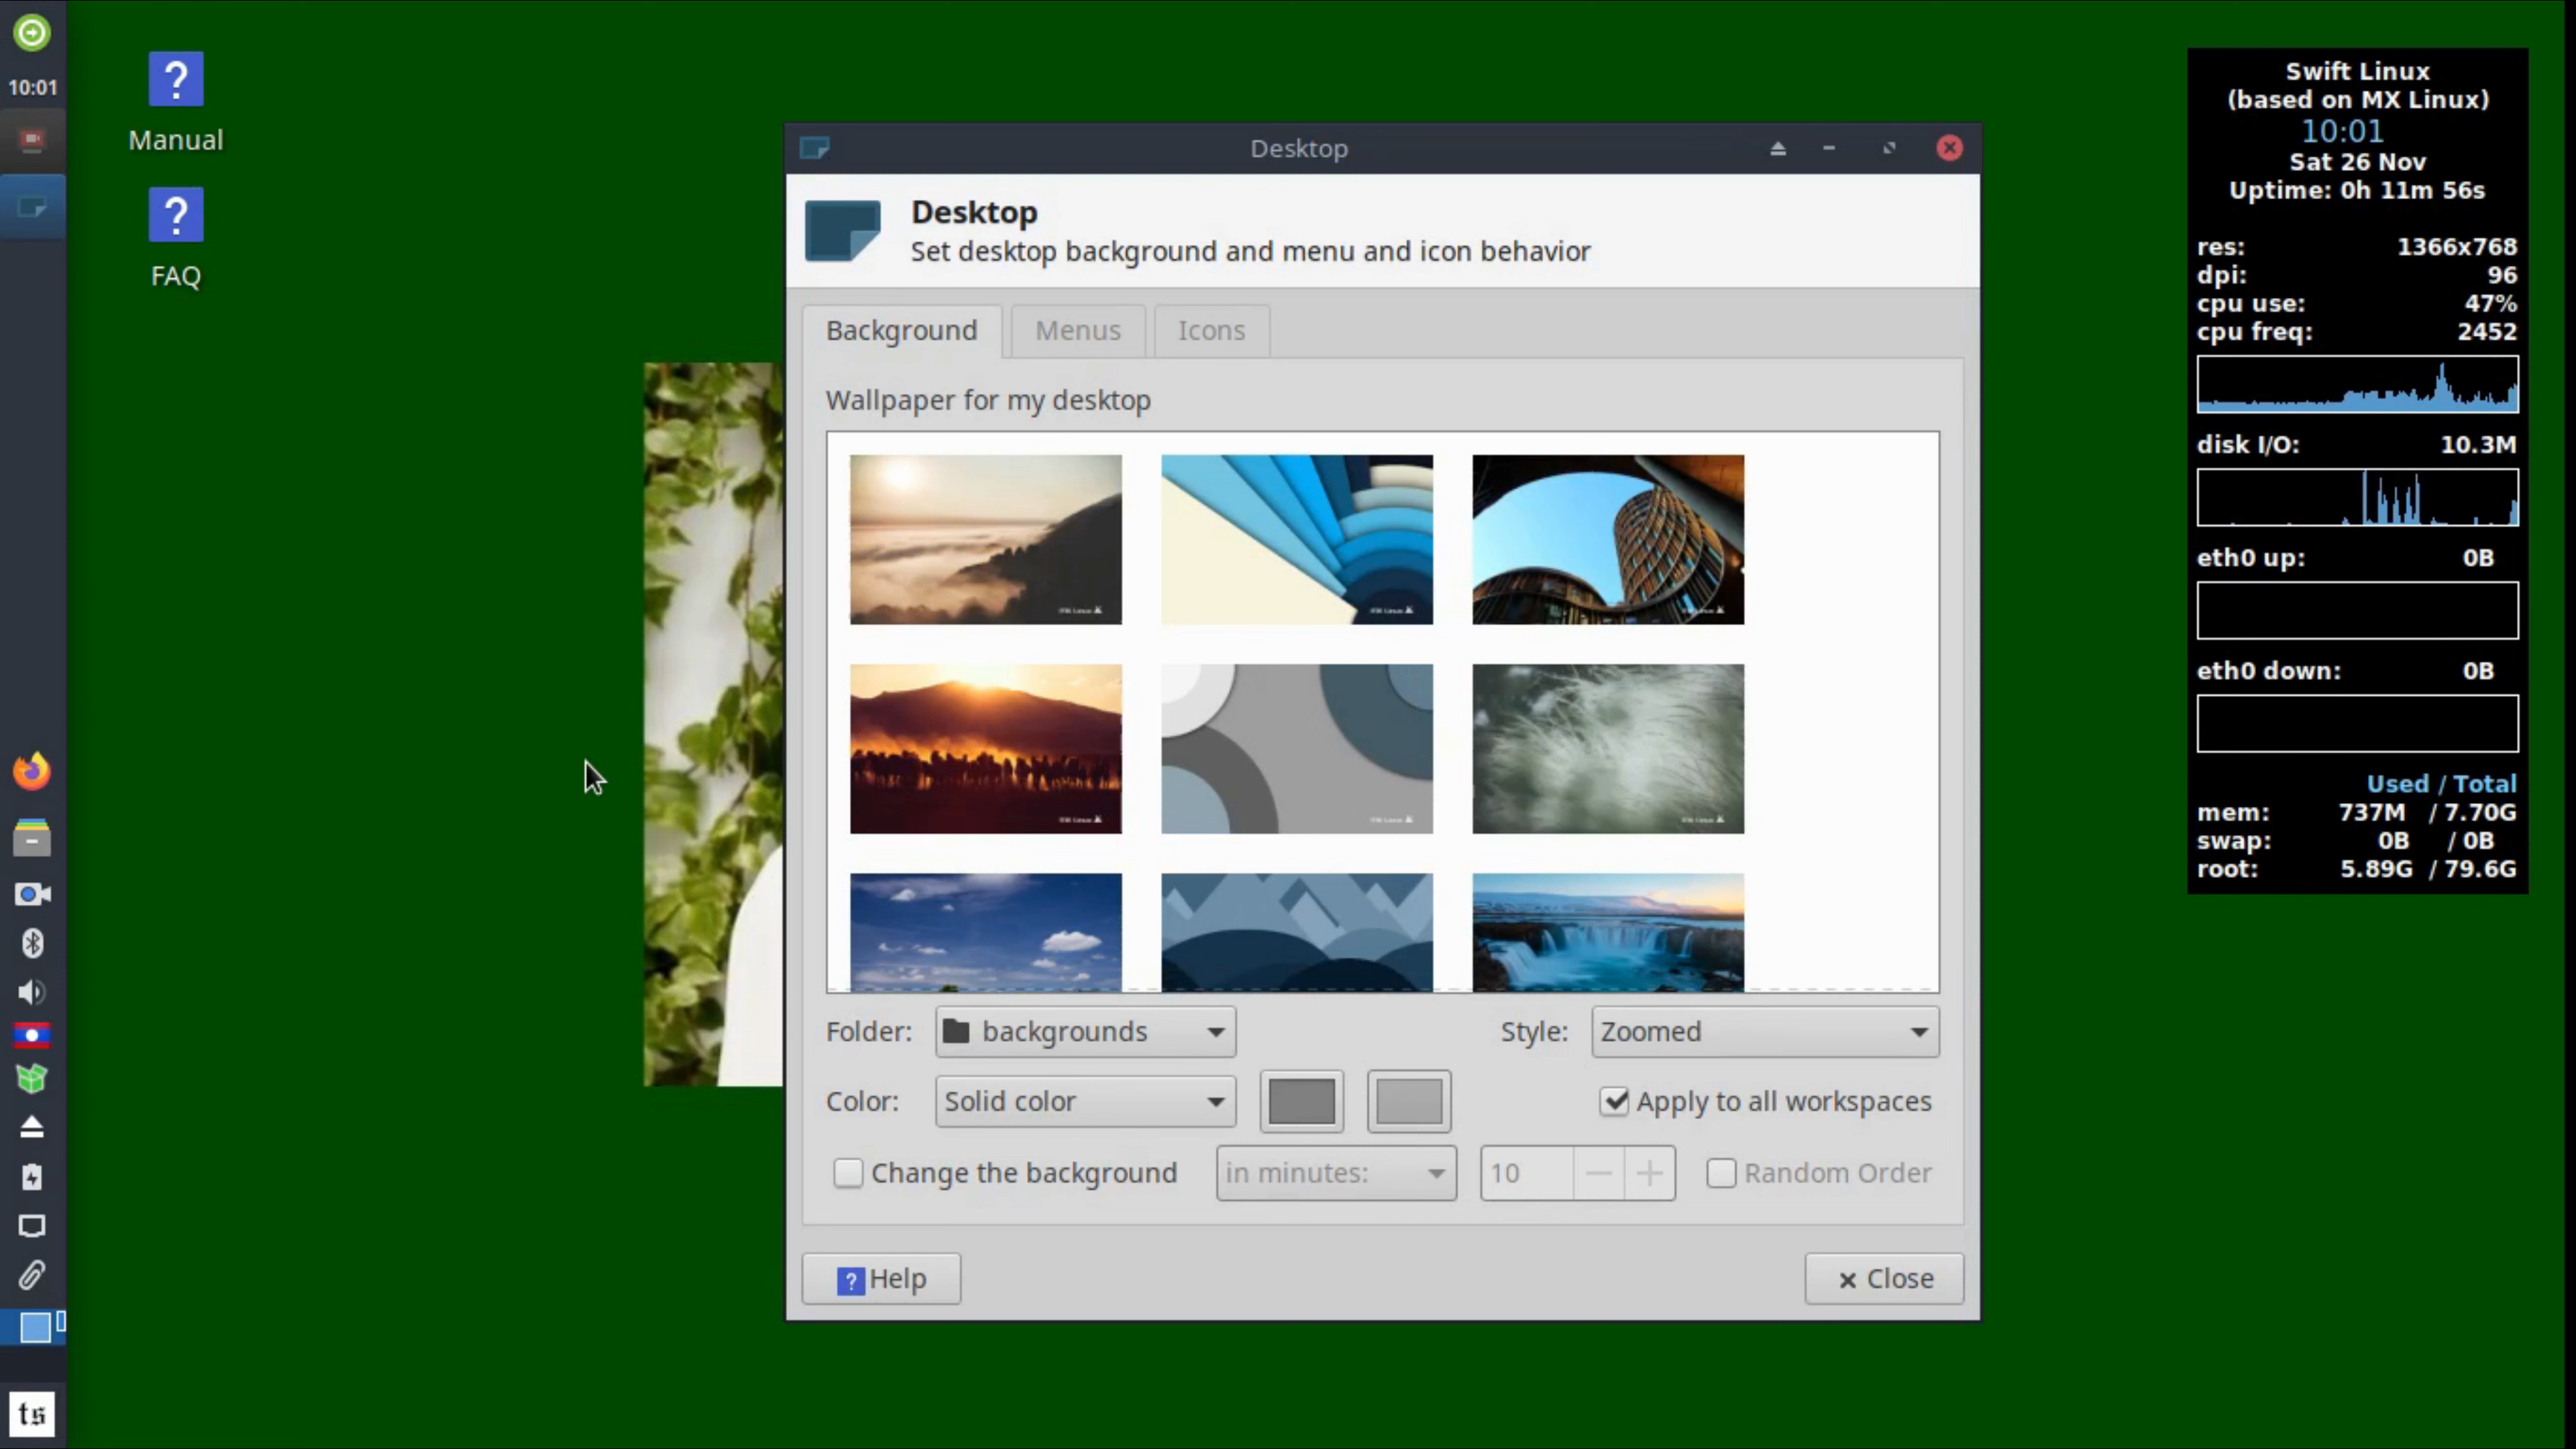 10:01
Manual
FAQ
ts
Desktop
Desktop
Set desktop background and menu and icon behavior
Background
Menus
Icons
Wallpaper for my desktop
Folder:
backgrounds
Style:
Zoomed
Color:
Solid color
Apply to all workspaces
Change the background
in minutes:
10
Random Order
Help
Close
Swift Linux
(based on MX Linux)
10:01
Sat 26 Nov
Uptime: 0h 11m 56s
res: 1366x768
dpi: 96
cpu use: 47%
cpu freq: 2452
disk I/O: 10.3M
eth0 up: 0B
eth0 down: 0B
Used / Total
mem: 737M / 7.70G
swap: 0B / 0B
root: 5.89G / 79.6G